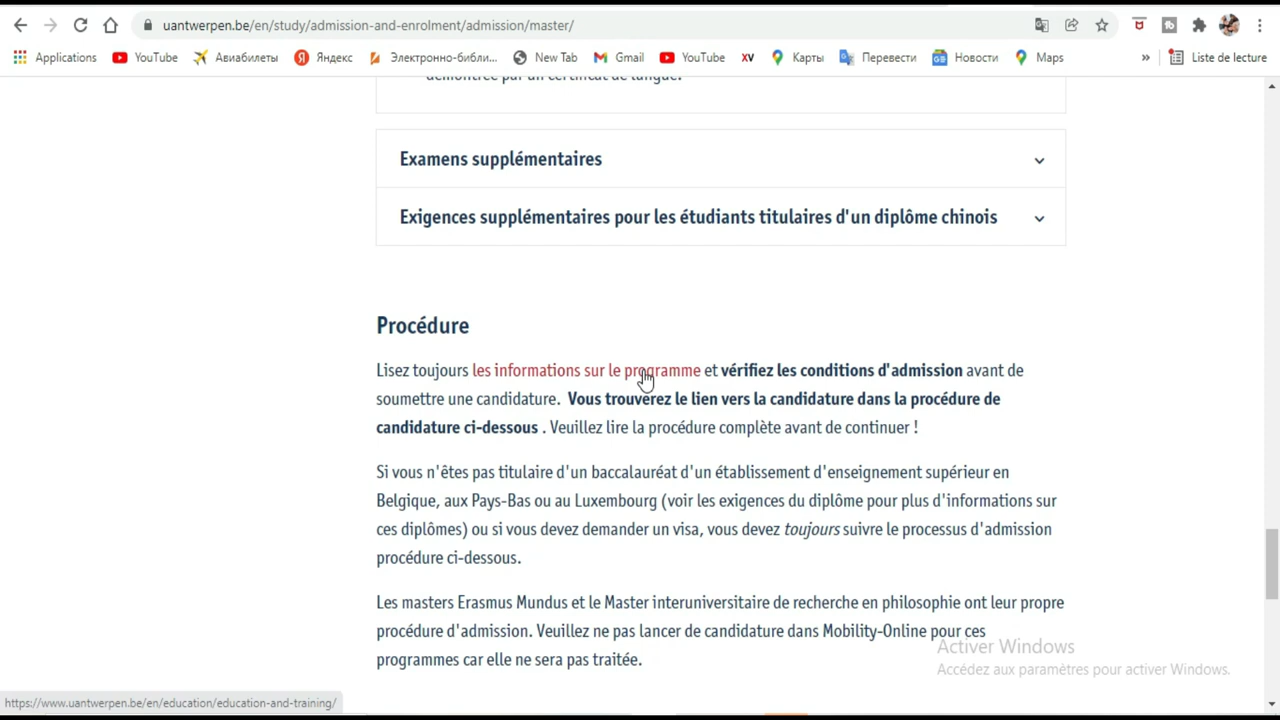 uantwerpen.be/en/study/admission-and-enrolment/admission/master/
Applications YouTube Авиабилеты Яндекс Электронно-библи... New Tab Gmail YouTube XV Карты Перевести Новости Maps » Liste de lecture
démontrée par un certificat de langue.
Examens supplémentaires
Exigences supplémentaires pour les étudiants titulaires d'un diplôme chinois
Procédure
Lisez toujours les informations sur le programme et vérifiez les conditions d'admission avant de
soumettre une candidature. Vous trouverez le lien vers la candidature dans la procédure de
candidature ci-dessous . Veuillez lire la procédure complète avant de continuer !
Si vous n'êtes pas titulaire d'un baccalauréat d'un établissement d'enseignement supérieur en
Belgique, aux Pays-Bas ou au Luxembourg (voir les exigences du diplôme pour plus d'informations sur
ces diplômes) ou si vous devez demander un visa, vous devez toujours suivre le processus d'admission
procédure ci-dessous.
Les masters Erasmus Mundus et le Master interuniversitaire de recherche en philosophie ont leur propre
procédure d'admission. Veuillez ne pas lancer de candidature dans Mobility-Online pour ces
programmes car elle ne sera pas traitée.
Activer Windows
Accédez aux paramètres pour activer Windows.
https://www.uantwerpen.be/en/education/education-and-training/